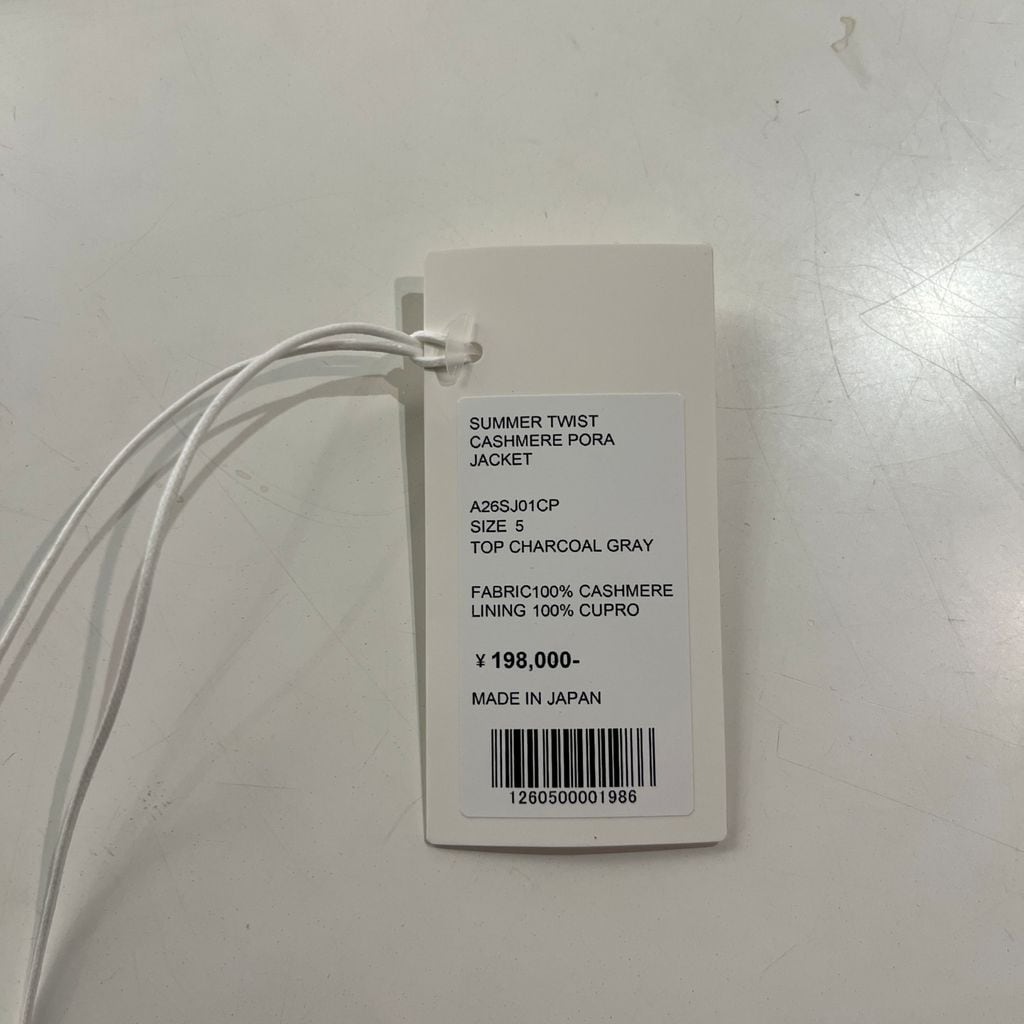 SUMMER TWIST
CASHMERE PORA
JACKET
A26SJ01CP
SIZE 5
TOP CHARCOAL GRAY
FABRIC100% CASHMERE
LINING 100% CUPRO
¥ 198,000-
MADE IN JAPAN
1260500001986